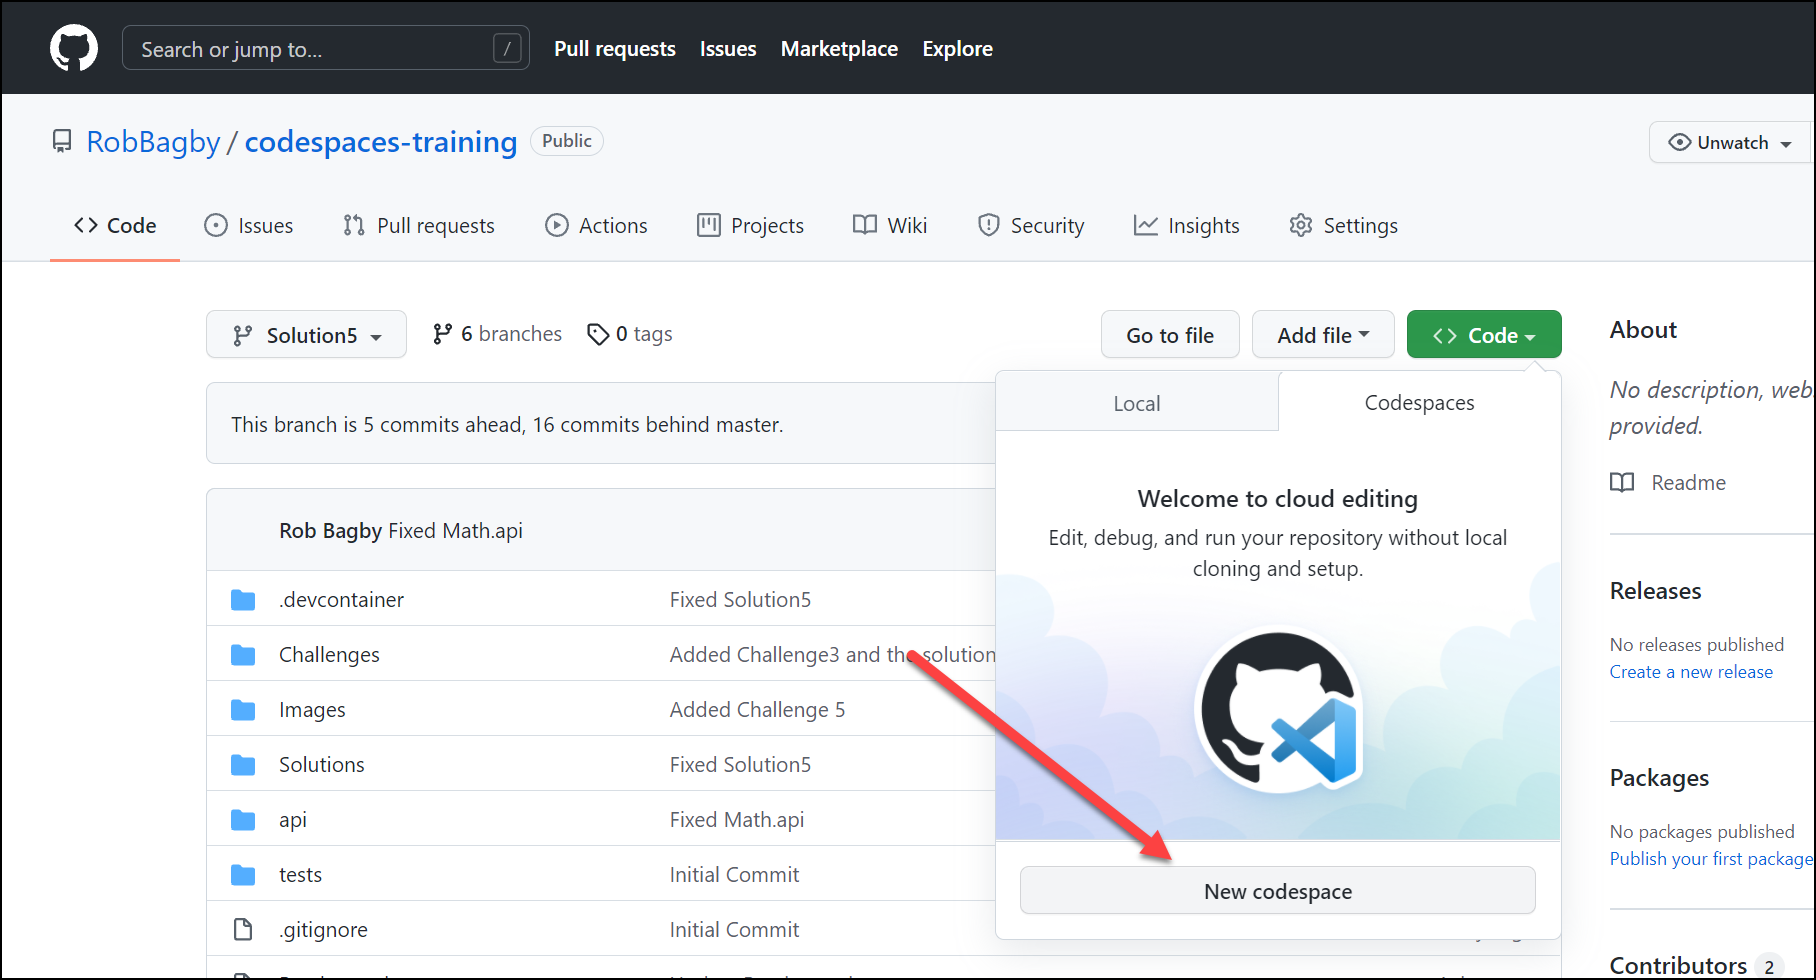 Search or jump to... /
Pull requests Issues Marketplace Explore
RobBagby / codespaces-training Public
Unwatch
Code Issues Pull requests Actions Projects Wiki Security Insights Settings
Solution5 6 branches 0 tags Go to file Add file Code
Local Codespaces
This branch is 5 commits ahead, 16 commits behind master.
Welcome to cloud editing
Edit, debug, and run your repository without local
cloning and setup.
New codespace
Rob Bagby Fixed Math.api
.devcontainer Fixed Solution5
Challenges Added Challenge3 and the solution
Images Added Challenge 5
Solutions Fixed Solution5
api Fixed Math.api
tests Initial Commit
.gitignore Initial Commit
About
No description, web
provided.
Readme
Releases
No releases published
Create a new release
Packages
No packages published
Publish your first package
Contributors 2